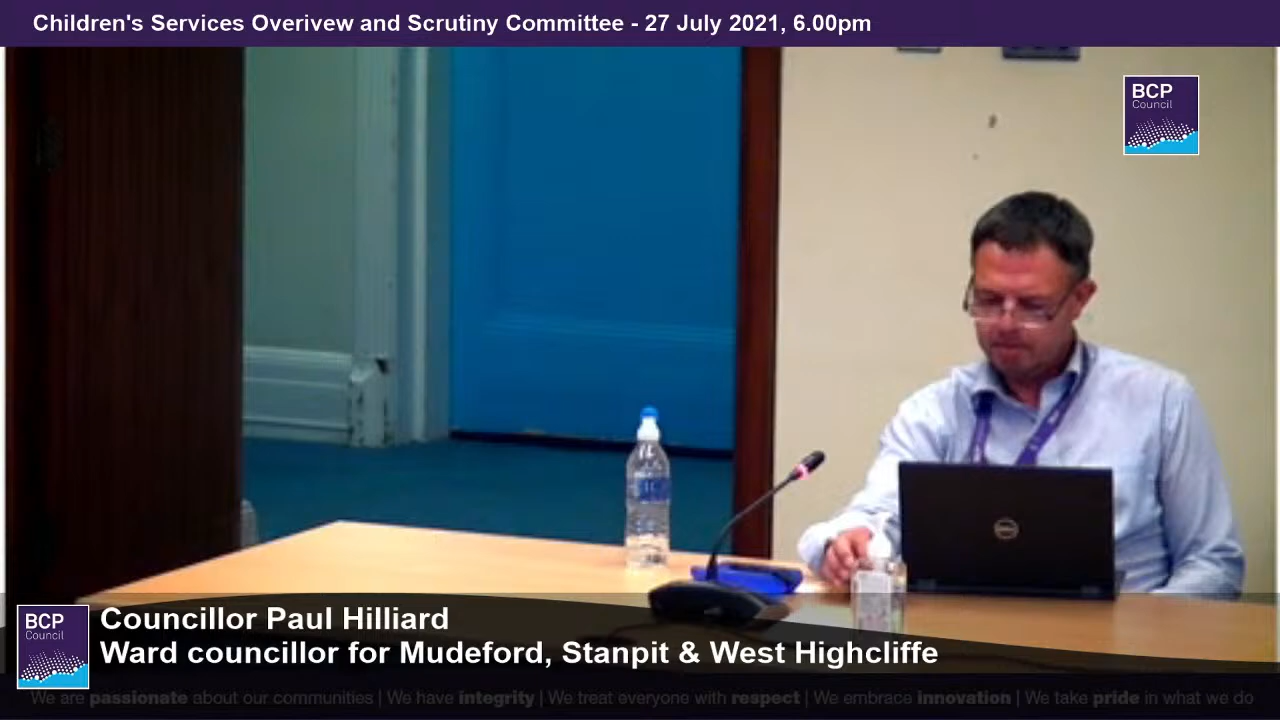 Children's Services Overivew and Scrutiny Committee - 27 July 2021, 6.00pm
BCP
Council
DELL
BCP
Council
Councillor Paul Hilliard
Ward councillor for Mudeford, Stanpit & West Highcliffe
We are passionate about our communities | We have integrity | We treat everyone with respect | We embrace innovation | We take pride in what we do